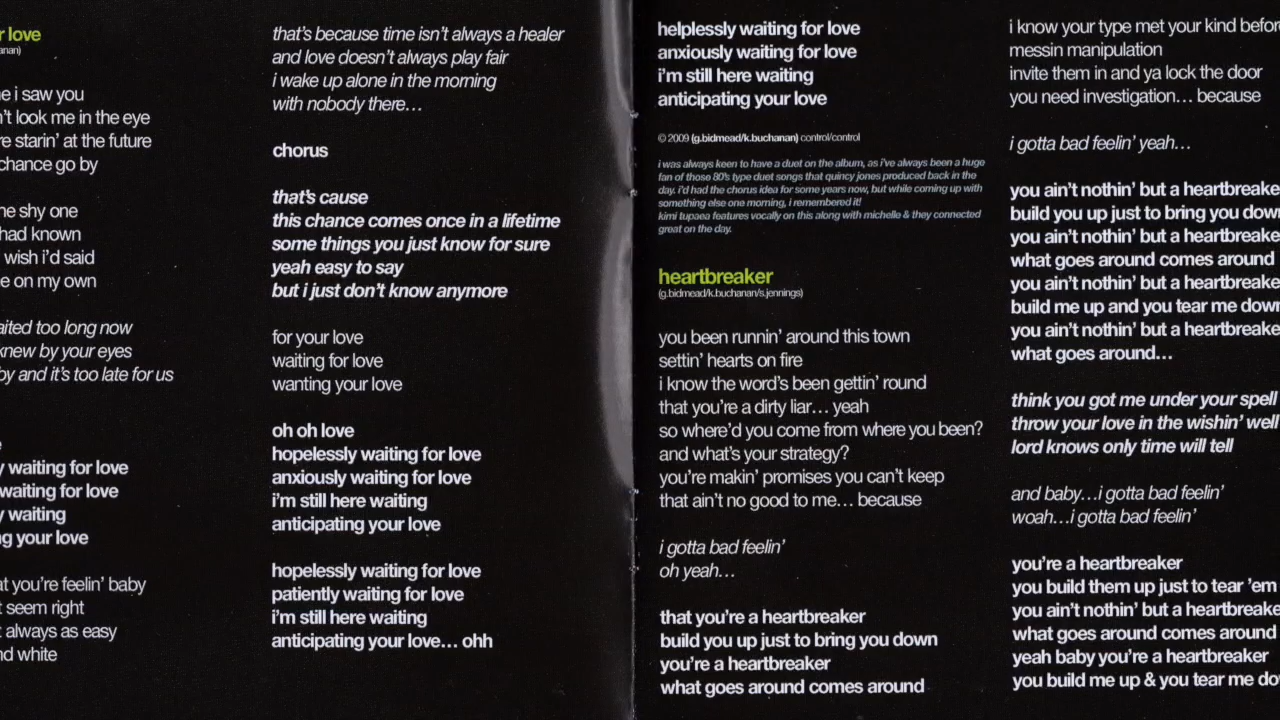 r love
anan)
e i saw you
n't look me in the eye
re starin' at the future
chance go by
he shy one
had known
wish i'd said
e on my own
aited too long now
knew by your eyes
by and it's too late for us
e
y waiting for love
waiting for love
y waiting
ng your love
at you're feelin' baby
t seem right
t always as easy
nd white
that's because time isn't always a healer
and love doesn't always play fair
i wake up alone in the morning
with nobody there...
chorus
that's cause
this chance comes once in a lifetime
some things you just know for sure
yeah easy to say
but i just don't know anymore
for your love
waiting for love
wanting your love
oh oh love
hopelessly waiting for love
anxiously waiting for love
i'm still here waiting
anticipating your love
hopelessly waiting for love
patiently waiting for love
i'm still here waiting
anticipating your love... ohh
helplessly waiting for love
anxiously waiting for love
i'm still here waiting
anticipating your love
© 2009 (g.bidmead/k.buchanan) control/control
i was always keen to have a duet on the album, as i've always been a huge
fan of those 80's type duet songs that quincy jones produced back in the
day. i'd had the chorus idea for some years now, but while coming up with
something else one morning, i remembered it!
kimi tupaea features vocally on this along with michelle & they connected
great on the day.
heartbreaker
(g.bidmead/k.buchanan/s.jennings)
you been runnin' around this town
settin' hearts on fire
i know the word's been gettin' round
that you're a dirty liar... yeah
so where'd you come from where you been?
and what's your strategy?
you're makin' promises you can't keep
that ain't no good to me... because
i gotta bad feelin'
oh yeah...
that you're a heartbreaker
build you up just to bring you down
you're a heartbreaker
what goes around comes around
i know your type met your kind befor
messin manipulation
invite them in and ya lock the door
you need investigation... because
i gotta bad feelin' yeah...
you ain't nothin' but a heartbreake
build you up just to bring you down
you ain't nothin' but a heartbreake
what goes around comes around
you ain't nothin' but a heartbreake
build me up and you tear me down
you ain't nothin' but a heartbreake
what goes around...
think you got me under your spell
throw your love in the wishin' well
lord knows only time will tell
and baby...i gotta bad feelin'
woah...i gotta bad feelin'
you're a heartbreaker
you build them up just to tear 'em
you ain't nothin' but a heartbreake
what goes around comes around
yeah baby you're a heartbreaker
you build me up & you tear me do